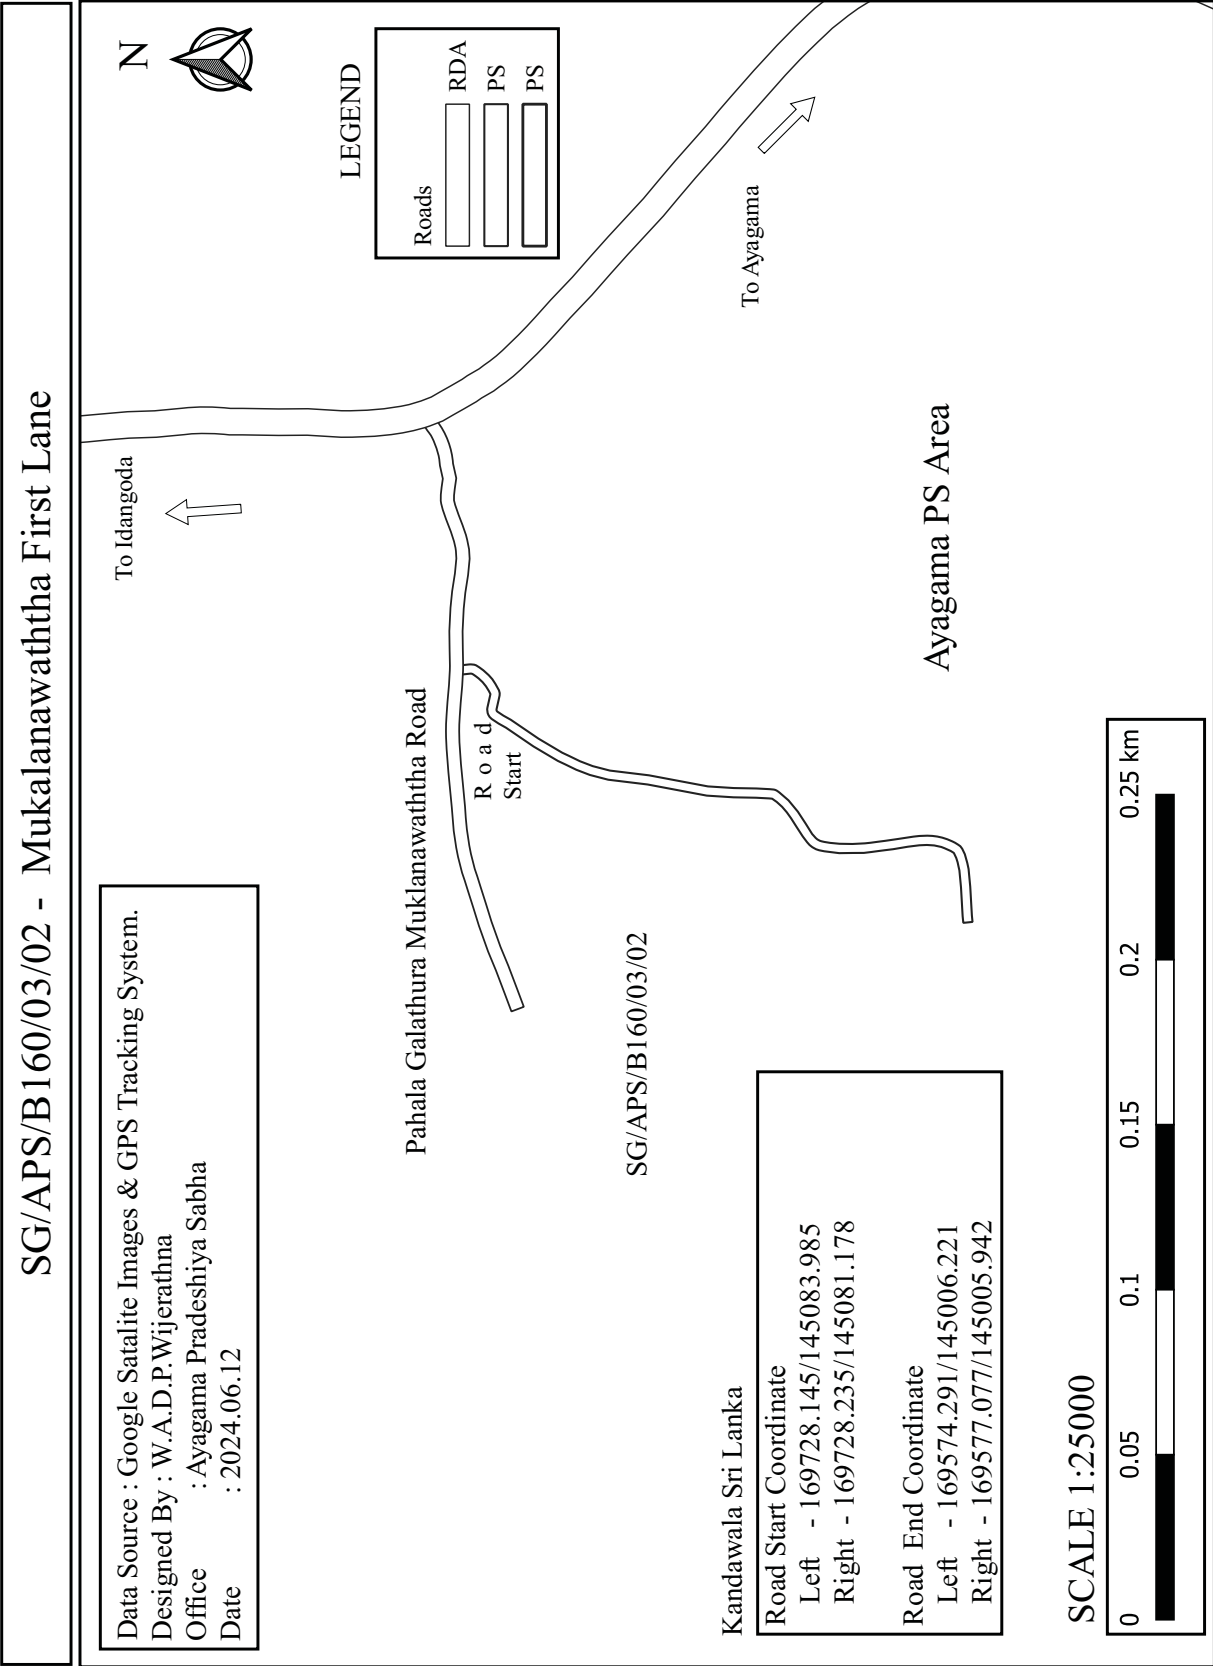 SG/APS/B160/03/02 - Mukalanawaththa First Lane
Data Source : Google Satalite Images & GPS Tracking System.
Designed By : W.A.D.P.Wijerathna
Office : Ayagama Pradeshiya Sabha
Date : 2024.06.12
To Idangoda
N
LEGEND
Roads
RDA
PS
PS
Pahala Galathura Muklanawaththa Road
Road
Start
SG/APS/B160/03/02
To Ayagama
Ayagama PS Area
Kandawala Sri Lanka
Road Start Coordinate
Left - 169728.145/145083.985
Right - 169728.235/145081.178
Road End Coordinate
Left - 169574.291/145006.221
Right - 169577.077/145005.942
SCALE 1:25000
0 0.05 0.1 0.15 0.2 0.25 km